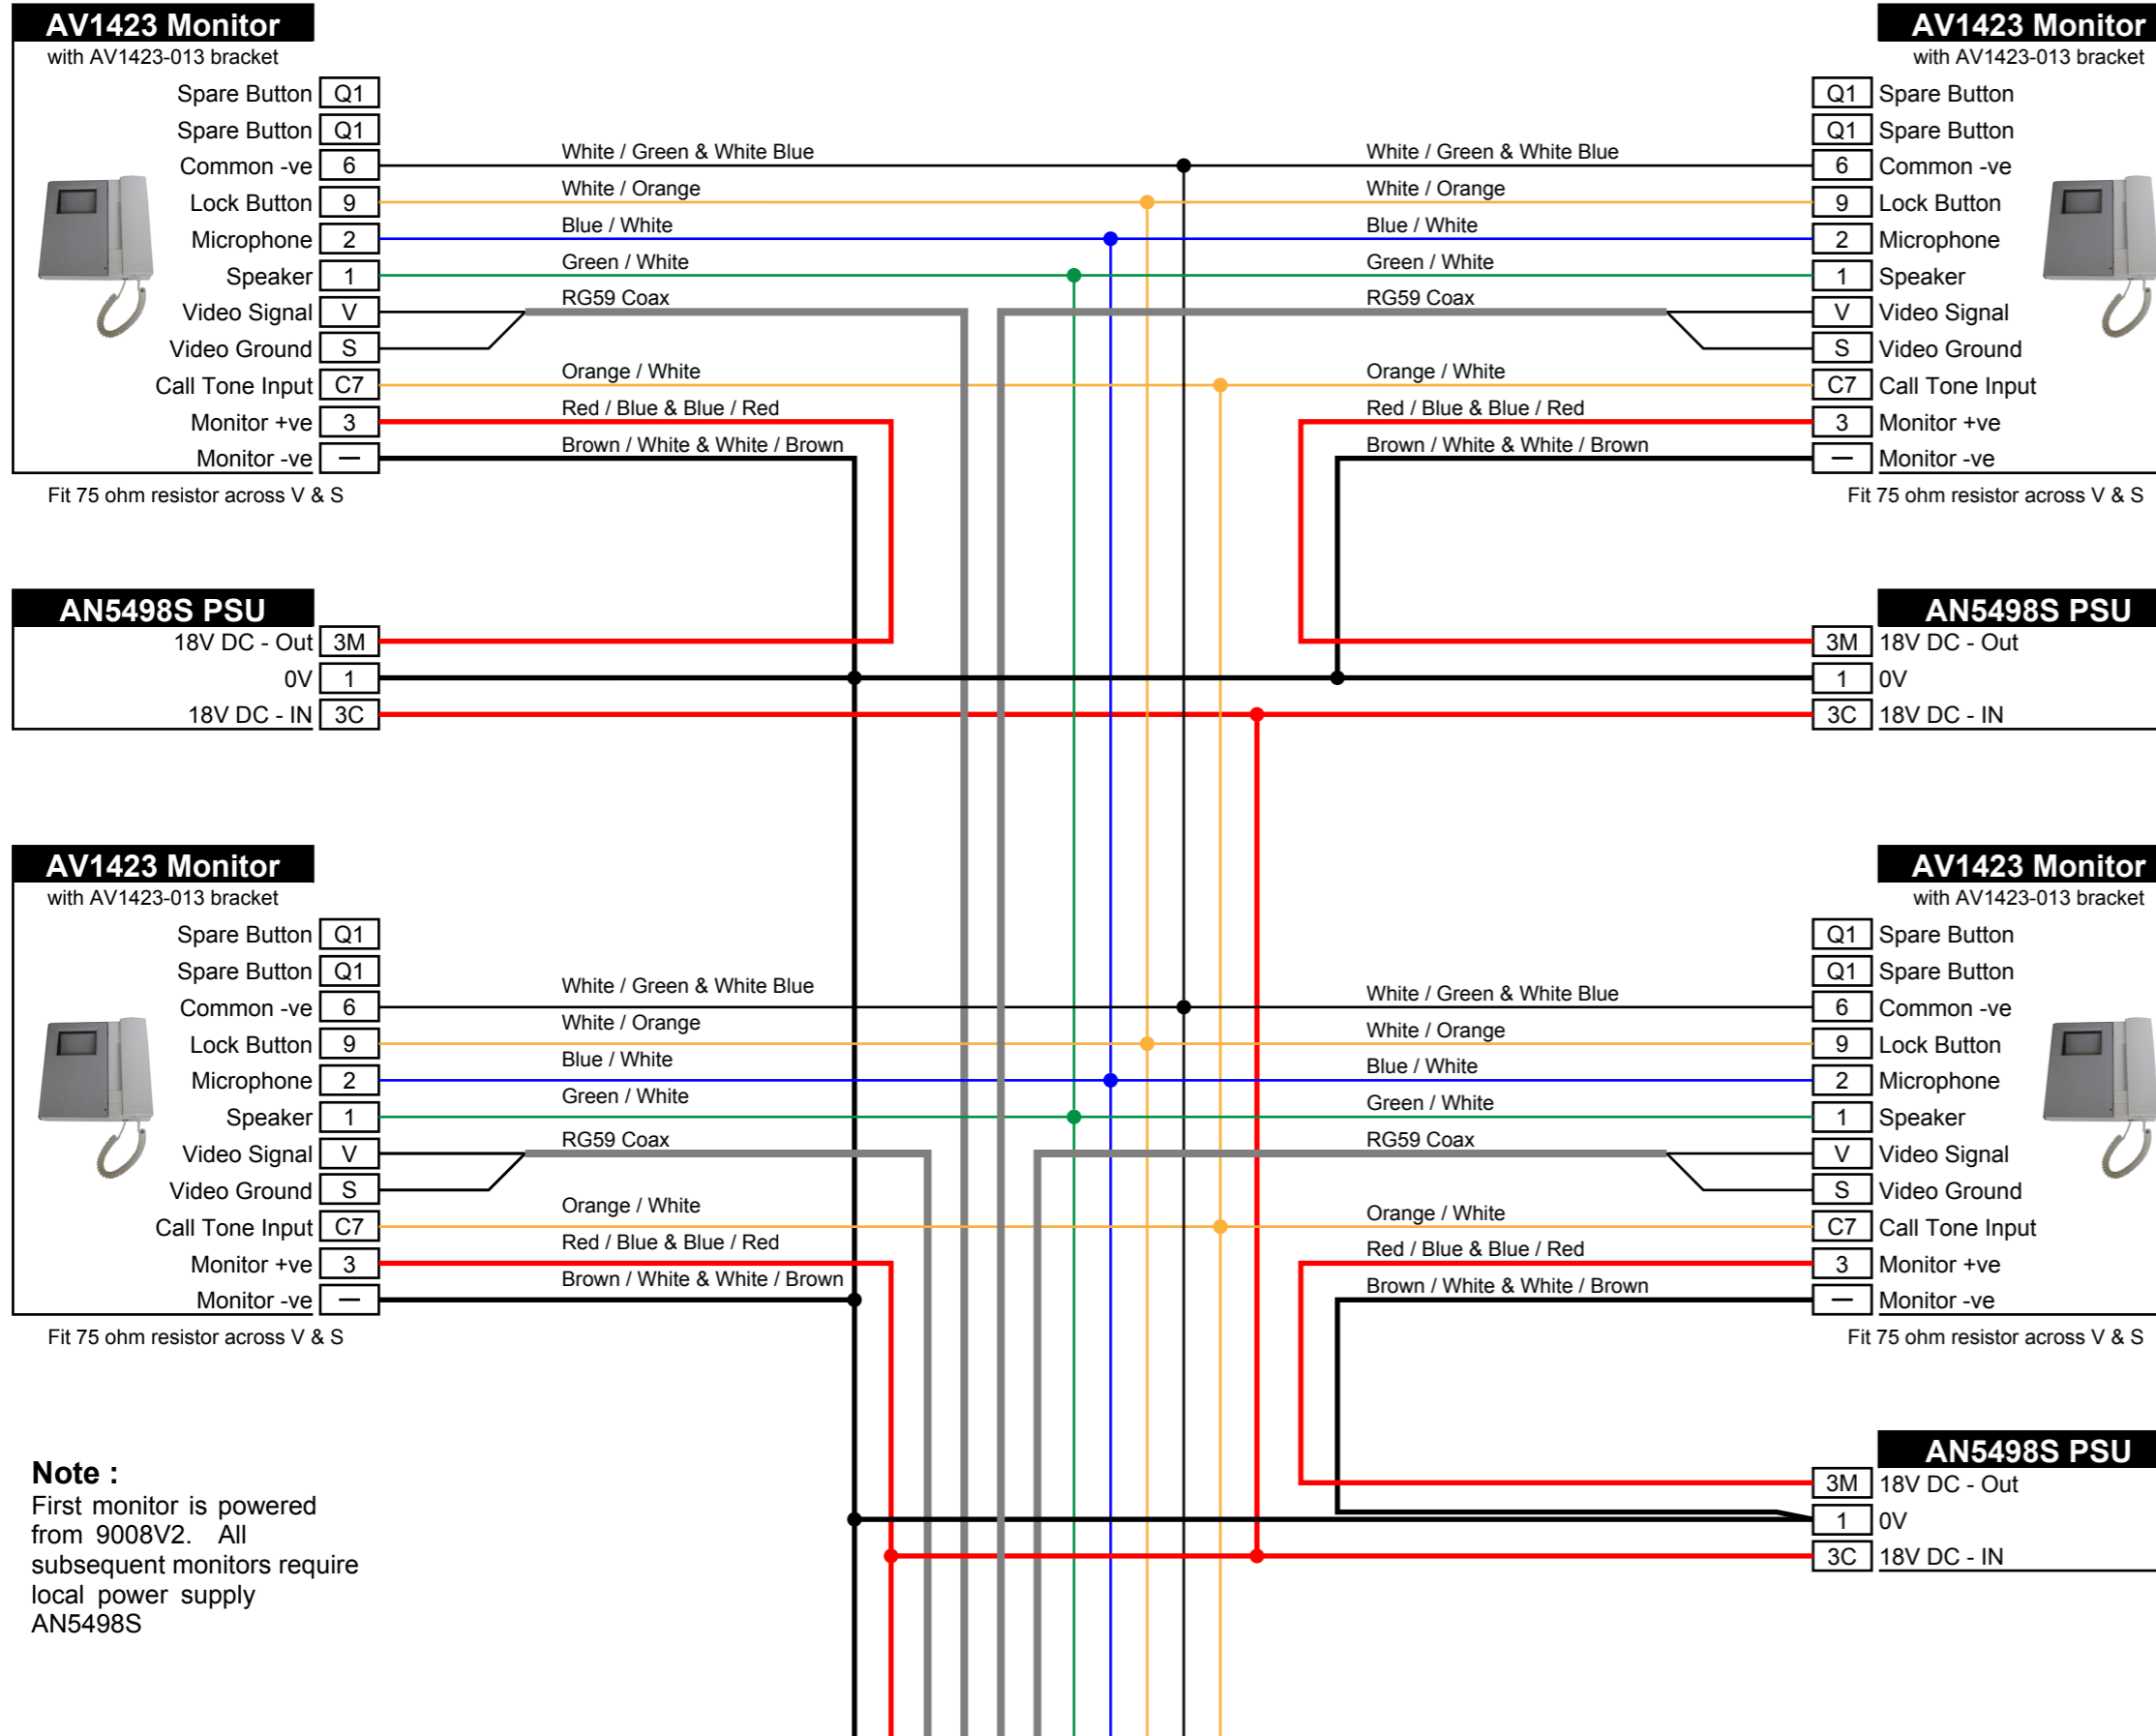 AV1423 Monitor
with AV1423-013 bracket
Spare Button Q1
Spare Button Q1
Common -ve 6
Lock Button 9
Microphone 2
Speaker 1
Video Signal V
Video Ground S
Call Tone Input C7
Monitor +ve 3
Monitor -ve —
Fit 75 ohm resistor across V & S
White / Green & White Blue
White / Orange
Blue / White
Green / White
RG59 Coax
Orange / White
Red / Blue & Blue / Red
Brown / White & White / Brown
White / Green & White Blue
White / Orange
Blue / White
Green / White
RG59 Coax
Orange / White
Red / Blue & Blue / Red
Brown / White & White / Brown
AV1423 Monitor
with AV1423-013 bracket
Q1 Spare Button
Q1 Spare Button
6 Common -ve
9 Lock Button
2 Microphone
1 Speaker
V Video Signal
S Video Ground
C7 Call Tone Input
3 Monitor +ve
— Monitor -ve
Fit 75 ohm resistor across V & S
AN5498S PSU
18V DC - Out 3M
0V 1
18V DC - IN 3C
AN5498S PSU
3M 18V DC - Out
1 0V
3C 18V DC - IN
AV1423 Monitor
with AV1423-013 bracket
Spare Button Q1
Spare Button Q1
Common -ve 6
Lock Button 9
Microphone 2
Speaker 1
Video Signal V
Video Ground S
Call Tone Input C7
Monitor +ve 3
Monitor -ve —
Fit 75 ohm resistor across V & S
White / Green & White Blue
White / Orange
Blue / White
Green / White
RG59 Coax
Orange / White
Red / Blue & Blue / Red
Brown / White & White / Brown
White / Green & White Blue
White / Orange
Blue / White
Green / White
RG59 Coax
Orange / White
Red / Blue & Blue / Red
Brown / White & White / Brown
AV1423 Monitor
with AV1423-013 bracket
Q1 Spare Button
Q1 Spare Button
6 Common -ve
9 Lock Button
2 Microphone
1 Speaker
V Video Signal
S Video Ground
C7 Call Tone Input
3 Monitor +ve
— Monitor -ve
Fit 75 ohm resistor across V & S
Note :
First monitor is powered
from 9008V2. All
subsequent monitors require
local power supply
AN5498S
AN5498S PSU
3M 18V DC - Out
1 0V
3C 18V DC - IN